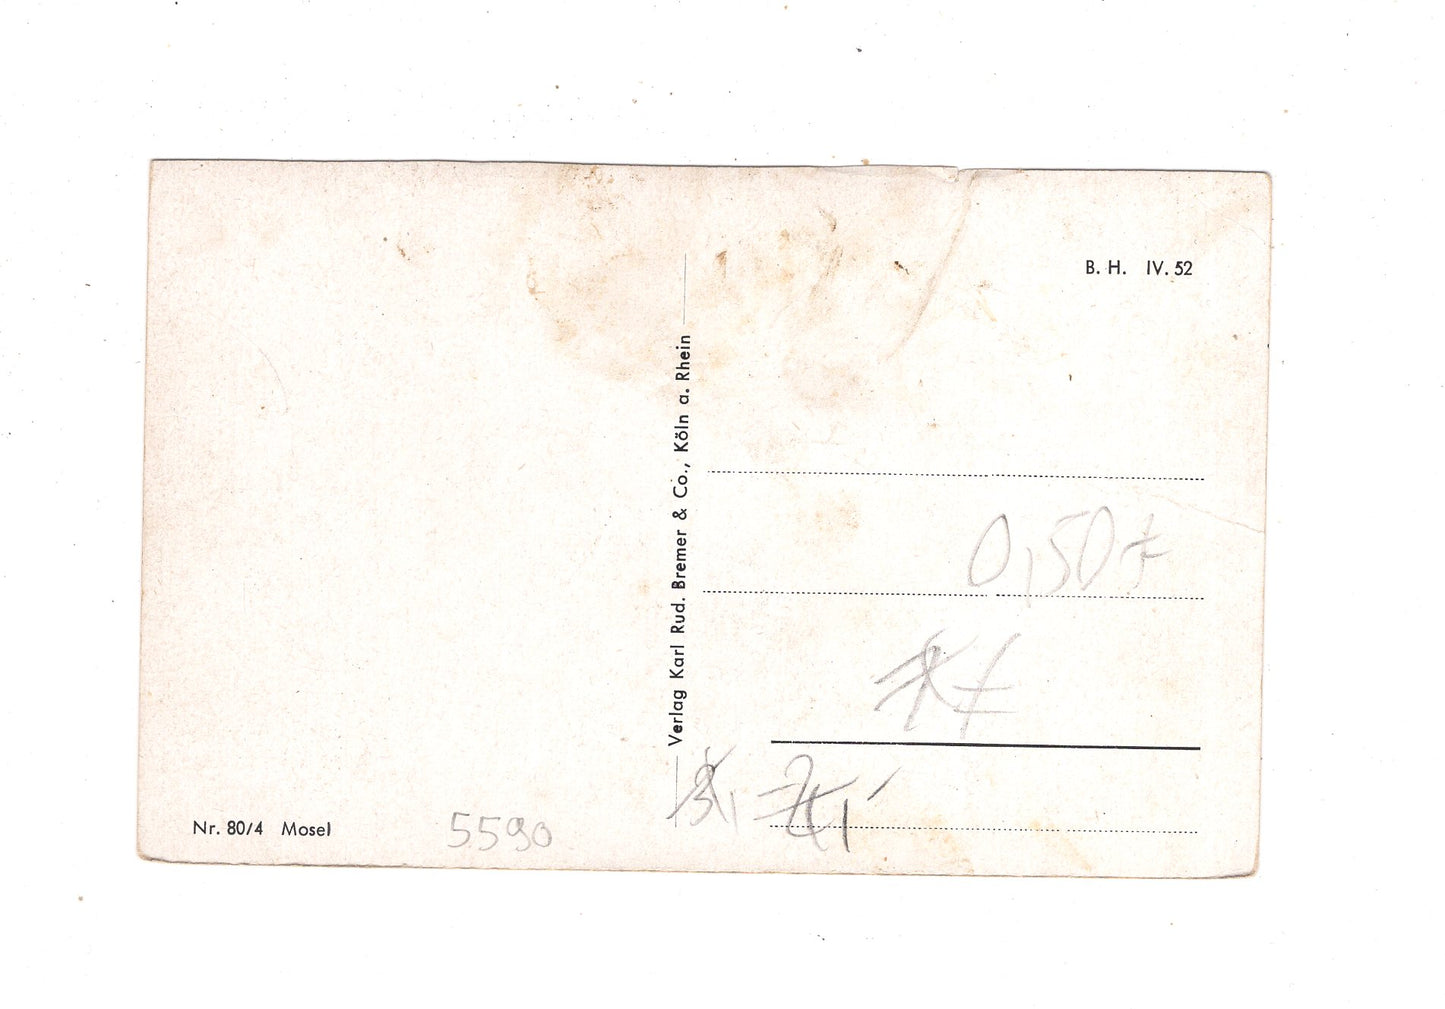 B. H. IV. 52
Verlag Karl Rud. Bremer & Co., Köln a. Rhein
0,50
Nr. 80/4 Mosel
5590